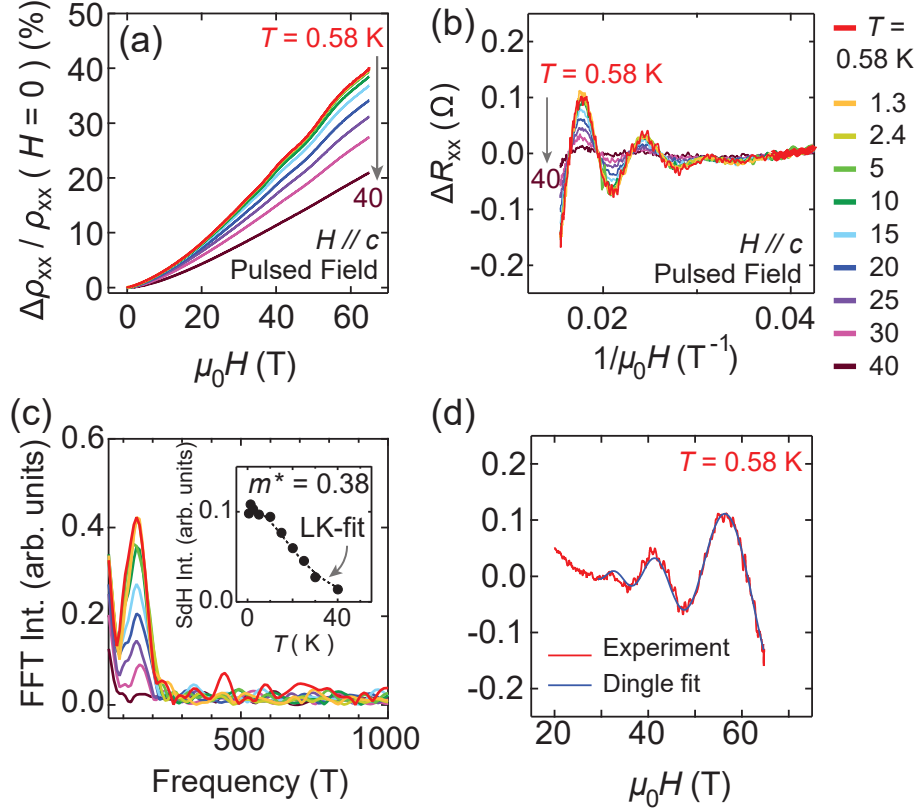 (a)
T = 0.58 K
40
H // c
Pulsed Field
Δρxx / ρxx ( H = 0 ) (%)
50
40
30
20
10
0
0 20 40 60
μ0H (T)
(b)
T = 0.58 K
40
H // c
Pulsed Field
ΔRxx (Ω)
0.2
0.1
0.0
-0.1
-0.2
0.02 0.04
1/μ0H (T⁻¹)
T =
0.58 K
1.3
2.4
5
10
15
20
25
30
40
(c)
FFT Int. (arb. units)
0.6
0.4
0.2
0.0
500 1000
Frequency (T)
SdH Int. (arb. units)
0.1
0.0
m* = 0.38
LK-fit
0 20 40
T ( K )
(d)
T = 0.58 K
0.2
0.1
0.0
-0.1
-0.2
Experiment
Dingle fit
20 40 60
μ0H (T)